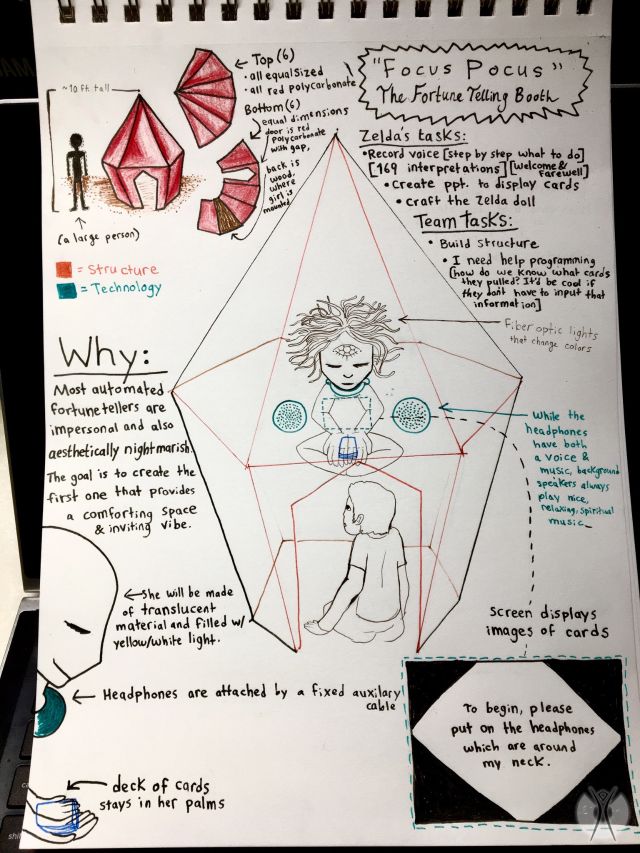 "Focus Pocus"
The Fortune Telling Booth
Top (6)
• all equal sized
• all red polycarbonate
Bottom (6)
equal dimensions
door is red
polycarbonate
with gap,
back is
wood,
where
girl is
mounted
~10 ft. tall
(a large person)
= Structure
= Technology
Zelda's tasks:
• Record voice [step by step what to do]
[169 interpretations] [welcome & farewell]
• Create ppt. to display cards
• craft the Zelda doll
Team tasks:
• Build structure
• I need help programming
[how do we know what cards
they pulled? It'd be cool if
they don't have to input that
information]
Fiber optic lights
that change colors
Why:
Most automated
fortune tellers are
impersonal and also
aesthetically nightmarish.
The goal is to create the
first one that provides
a comforting space
& inviting vibe.
While the
headphones
have both
a voice &
music, background
speakers always
play nice,
relaxing, spiritual
music_
She will be made
of translucent
material and filled w/
yellow/white light.
Screen displays
images of cards
Headphones are attached by a fixed auxilary
cable
To begin, please
put on the headphones
which are around
my neck.
deck of cards
stays in her palms
shift